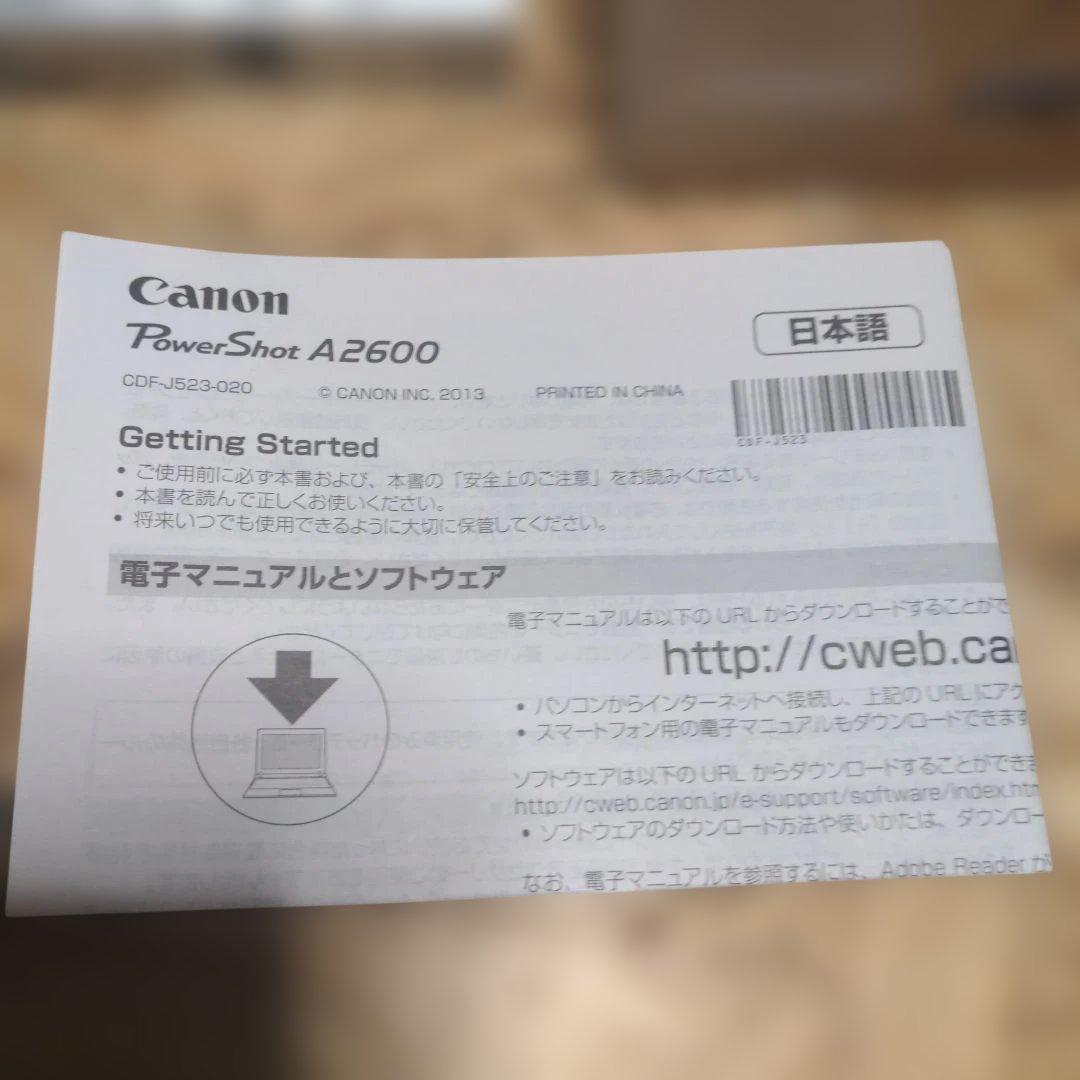 Canon
PowerShot A2600
日本語
CDF-J523-020 © CANON INC. 2013 PRINTED IN CHINA
CDF-J523
Getting Started
• ご使用前に必ず本書および、本書の「安全上のご注意」をお読みください。
• 本書を読んで正しくお使いください。
• 将来いつでも使用できるように大切に保管してください。
電子マニュアルとソフトウェア
電子マニュアルは以下の URL からダウンロードすることがで
http://cweb.ca
• パソコンからインターネットへ接続し、上記の URL にアク
• スマートフォン用の電子マニュアルもダウンロードできます
ソフトウェアは以下の URL からダウンロードすることができま
http://cweb.canon.jp/e-support/software/index.htm
• ソフトウェアのダウンロード方法や使いかたは、ダウンロー
なお、電子マニュアルを参照するには、Adobe Reader が